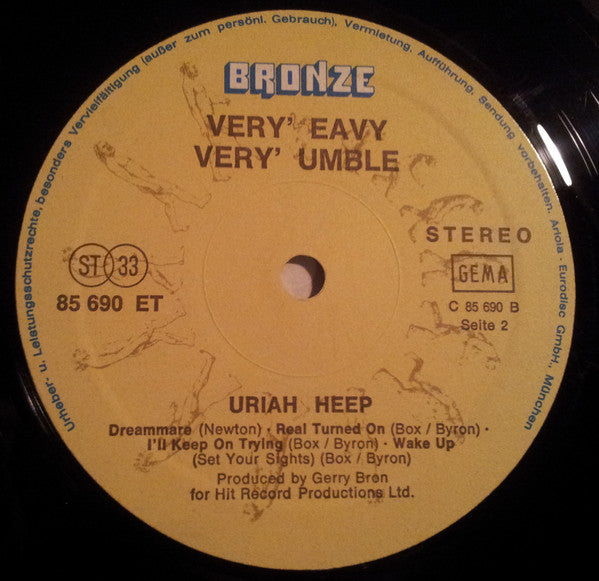 Urheber- u. Leistungsschutzrechte, besonders Vervielfältigung (außer zum persönl. Gebrauch), Vermietung, Aufführung, Sendung vorbehalten. Ariola - Eurodisc GmbH., München
BRONZE
VERY' EAVY
VERY' UMBLE
STEREO
ST 33
GEMA
85 690 ET
C 85 690 B
Seite 2
URIAH HEEP
Dreammare (Newton) · Real Turned On (Box / Byron) ·
I'll Keep On Trying (Box / Byron) · Wake Up
(Set Your Sights) (Box / Byron)
Produced by Gerry Bron
for Hit Record Productions Ltd.